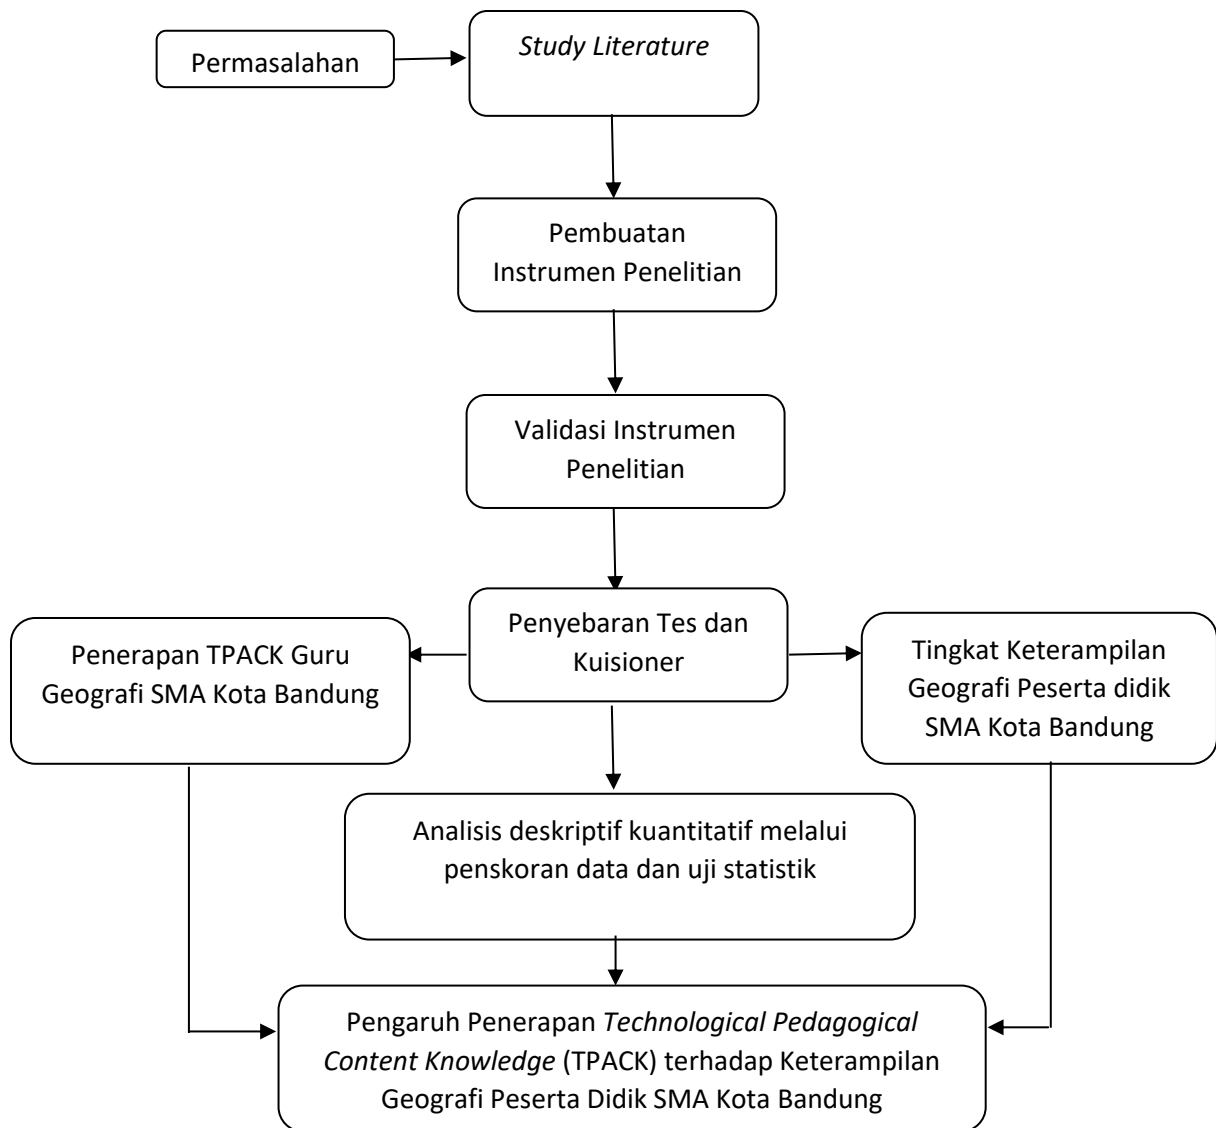 Permasalahan
Study Literature
Pembuatan
Instrumen Penelitian
Validasi Instrumen
Penelitian
Penyebaran Tes dan
Kuisioner
Penerapan TPACK Guru
Geografi SMA Kota Bandung
Tingkat Keterampilan
Geografi Peserta didik
SMA Kota Bandung
Analisis deskriptif kuantitatif melalui
penskoran data dan uji statistik
Pengaruh Penerapan Technological Pedagogical
Content Knowledge (TPACK) terhadap Keterampilan
Geografi Peserta Didik SMA Kota Bandung